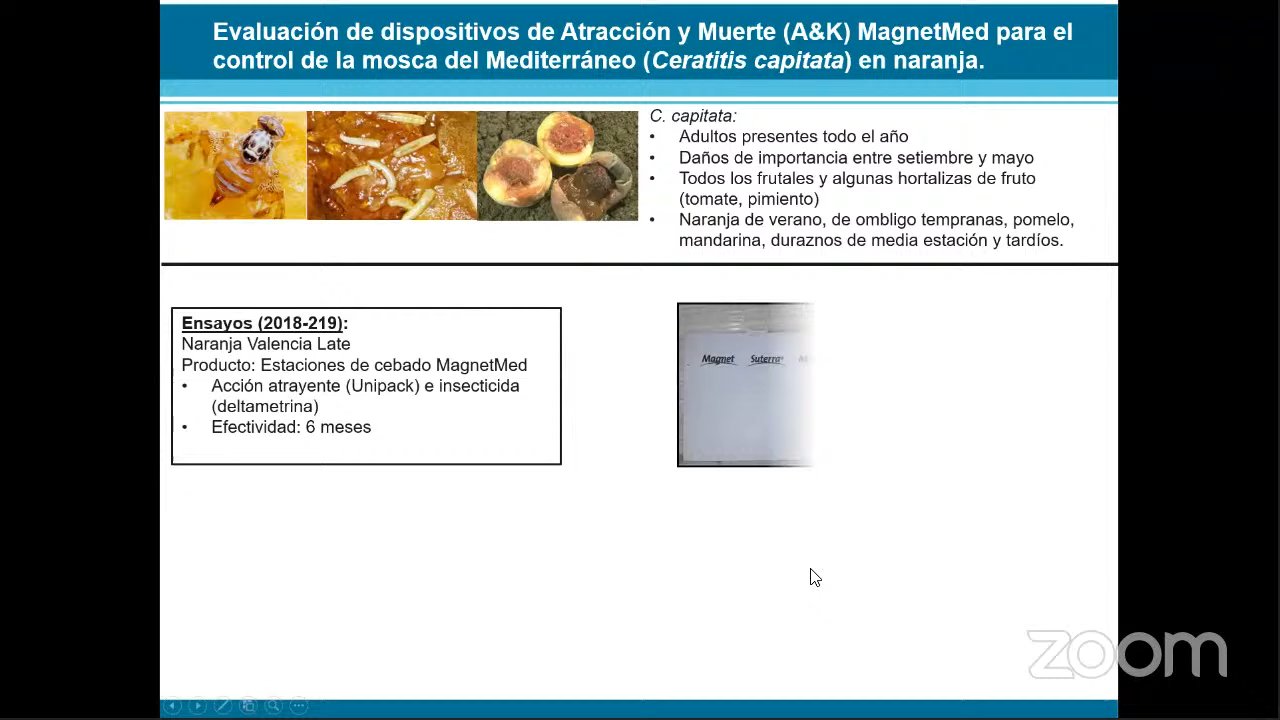 Evaluación de dispositivos de Atracción y Muerte (A&K) MagnetMed para el
control de la mosca del Mediterráneo (Ceratitis capitata) en naranja.
C. capitata:
• Adultos presentes todo el año
• Daños de importancia entre setiembre y mayo
• Todos los frutales y algunas hortalizas de fruto
(tomate, pimiento)
• Naranja de verano, de ombligo tempranas, pomelo,
mandarina, duraznos de media estación y tardíos.
Ensayos (2018-219):
Naranja Valencia Late
Producto: Estaciones de cebado MagnetMed
• Acción atrayente (Unipack) e insecticida
(deltametrina)
• Efectividad: 6 meses
Magnet Suterra
zoom